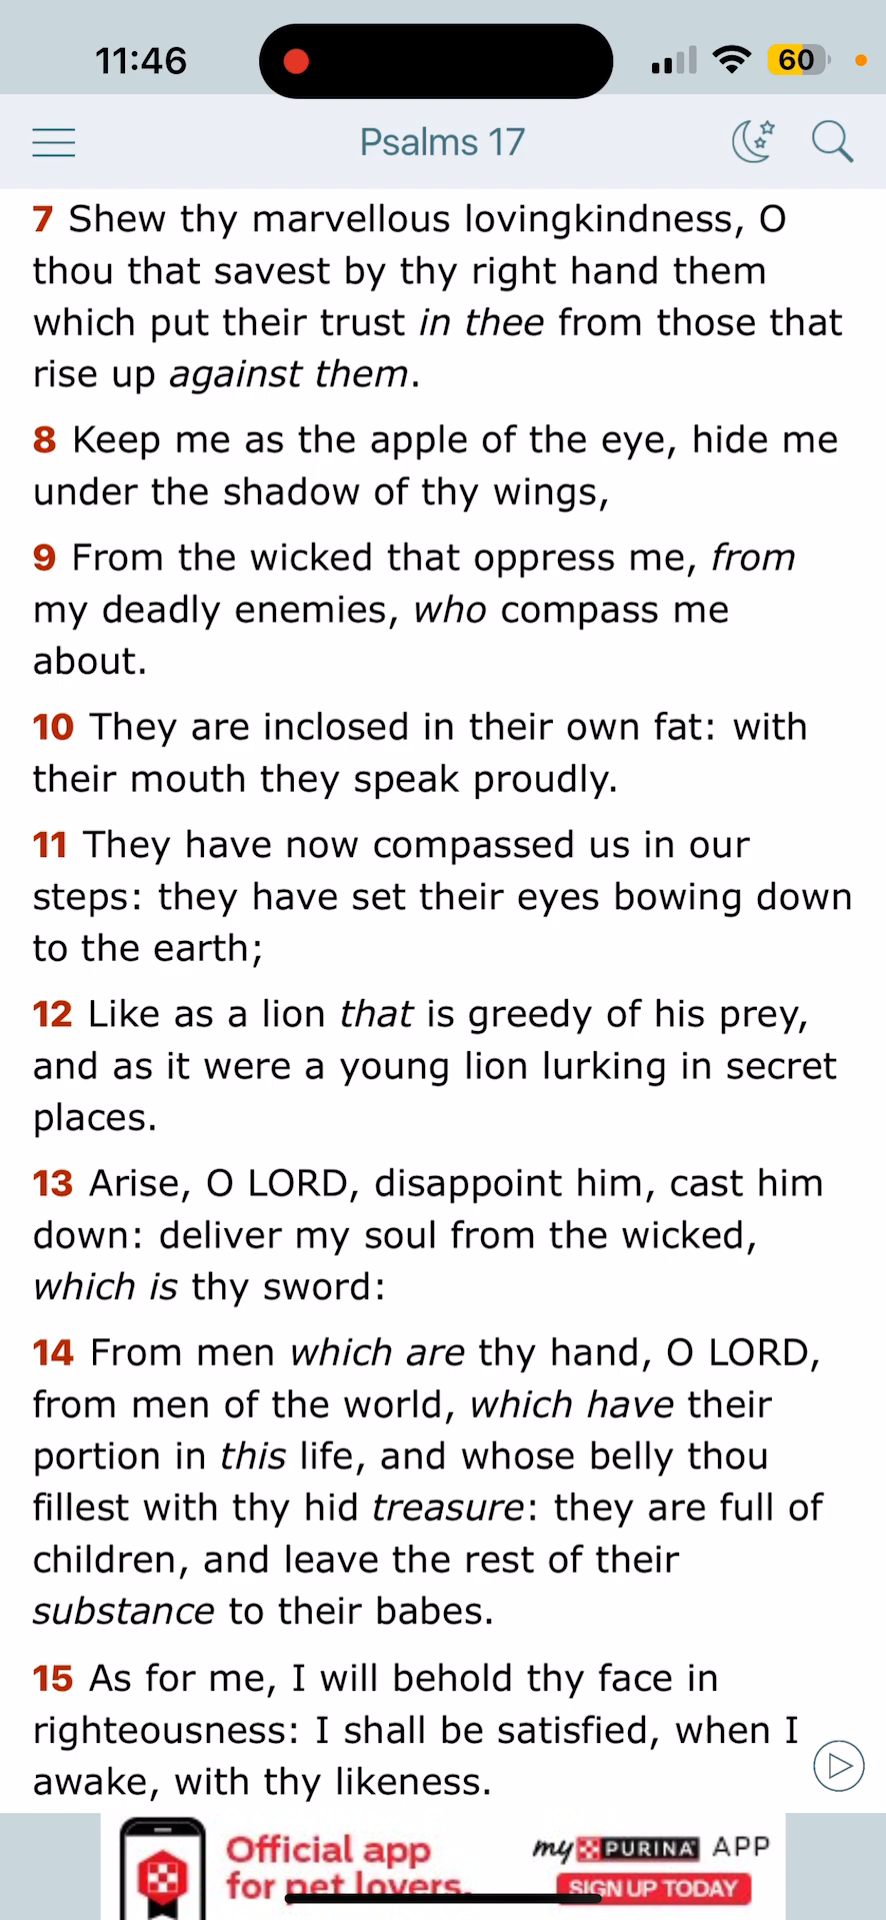 11:46
60
Psalms 17
7 Shew thy marvellous lovingkindness, O
thou that savest by thy right hand them
which put their trust in thee from those that
rise up against them.
8 Keep me as the apple of the eye, hide me
under the shadow of thy wings,
9 From the wicked that oppress me, from
my deadly enemies, who compass me
about.
10 They are inclosed in their own fat: with
their mouth they speak proudly.
11 They have now compassed us in our
steps: they have set their eyes bowing down
to the earth;
12 Like as a lion that is greedy of his prey,
and as it were a young lion lurking in secret
places.
13 Arise, O LORD, disappoint him, cast him
down: deliver my soul from the wicked,
which is thy sword:
14 From men which are thy hand, O LORD,
from men of the world, which have their
portion in this life, and whose belly thou
fillest with thy hid treasure: they are full of
children, and leave the rest of their
substance to their babes.
15 As for me, I will behold thy face in
righteousness: I shall be satisfied, when I
awake, with thy likeness.
Official app
for pet lovers.
my PURINA APP
SIGN UP TODAY